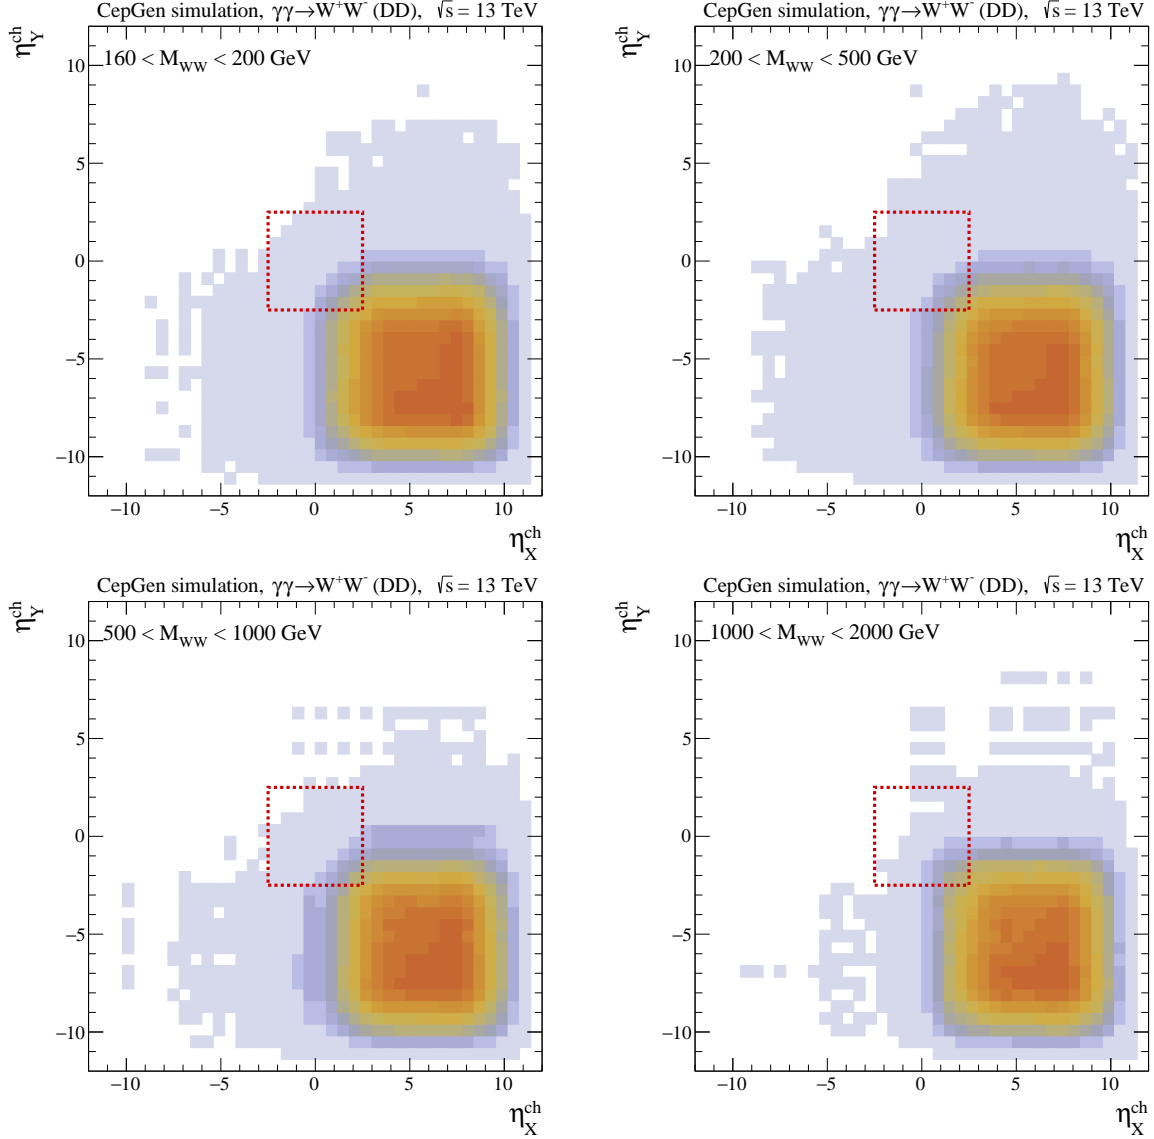 CepGen simulation, γγ→W⁺W⁻ (DD), √s = 13 TeV
η_Y^ch
160 < M_WW < 200 GeV
10
5
0
−5
−10
−10 −5 0 5 10
η_X^ch
CepGen simulation, γγ→W⁺W⁻ (DD), √s = 13 TeV
η_Y^ch
200 < M_WW < 500 GeV
10
5
0
−5
−10
−10 −5 0 5 10
η_X^ch
CepGen simulation, γγ→W⁺W⁻ (DD), √s = 13 TeV
η_Y^ch
500 < M_WW < 1000 GeV
10
5
0
−5
−10
−10 −5 0 5 10
η_X^ch
CepGen simulation, γγ→W⁺W⁻ (DD), √s = 13 TeV
η_Y^ch
1000 < M_WW < 2000 GeV
10
5
0
−5
−10
−10 −5 0 5 10
η_X^ch